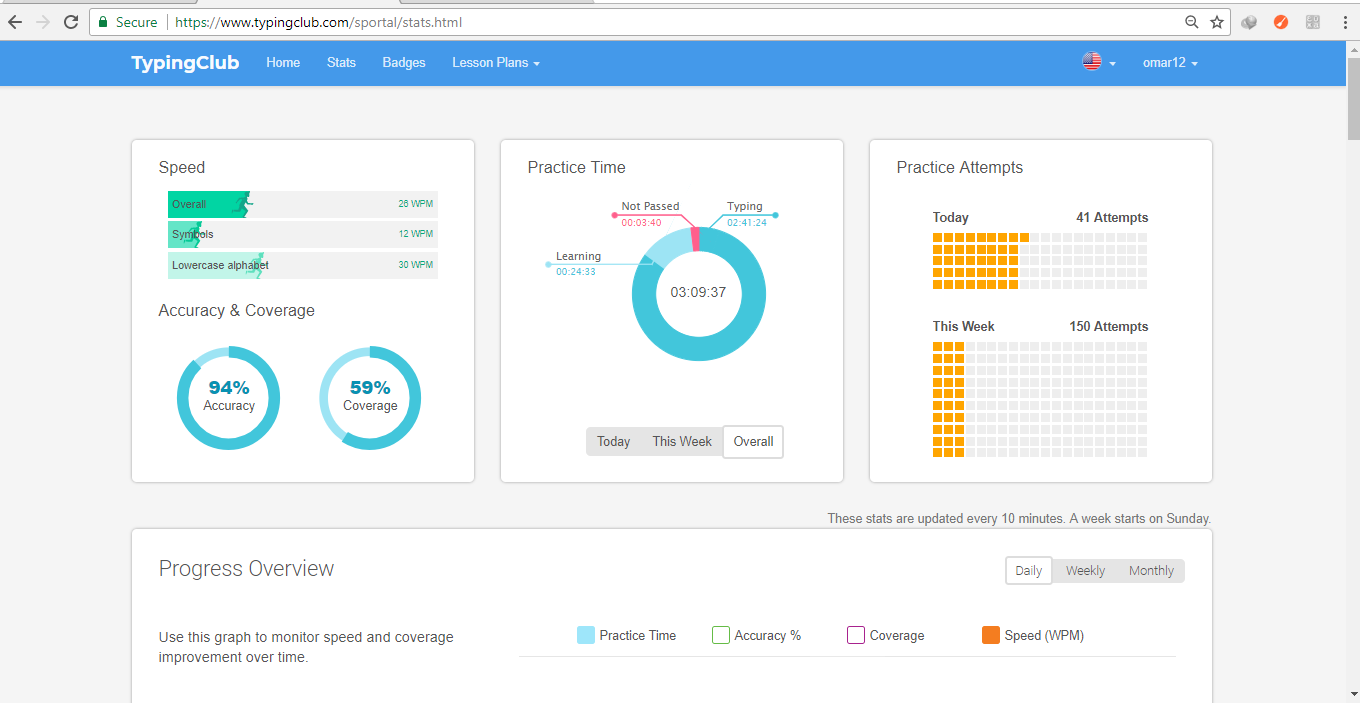 Secure https://www.typingclub.com/sportal/stats.html
TypingClub Home Stats Badges Lesson Plans omar12
Speed
Overall 26 WPM
Symbols 12 WPM
Lowercase alphabet 30 WPM
Accuracy & Coverage
94%
Accuracy
59%
Coverage
Practice Time
Not Passed
00:03:40
Typing
02:41:24
Learning
00:24:33
03:09:37
Today This Week Overall
Practice Attempts
Today 41 Attempts
This Week 150 Attempts
These stats are updated every 10 minutes. A week starts on Sunday.
Progress Overview
Daily Weekly Monthly
Use this graph to monitor speed and coverage
improvement over time.
Practice Time Accuracy % Coverage Speed (WPM)